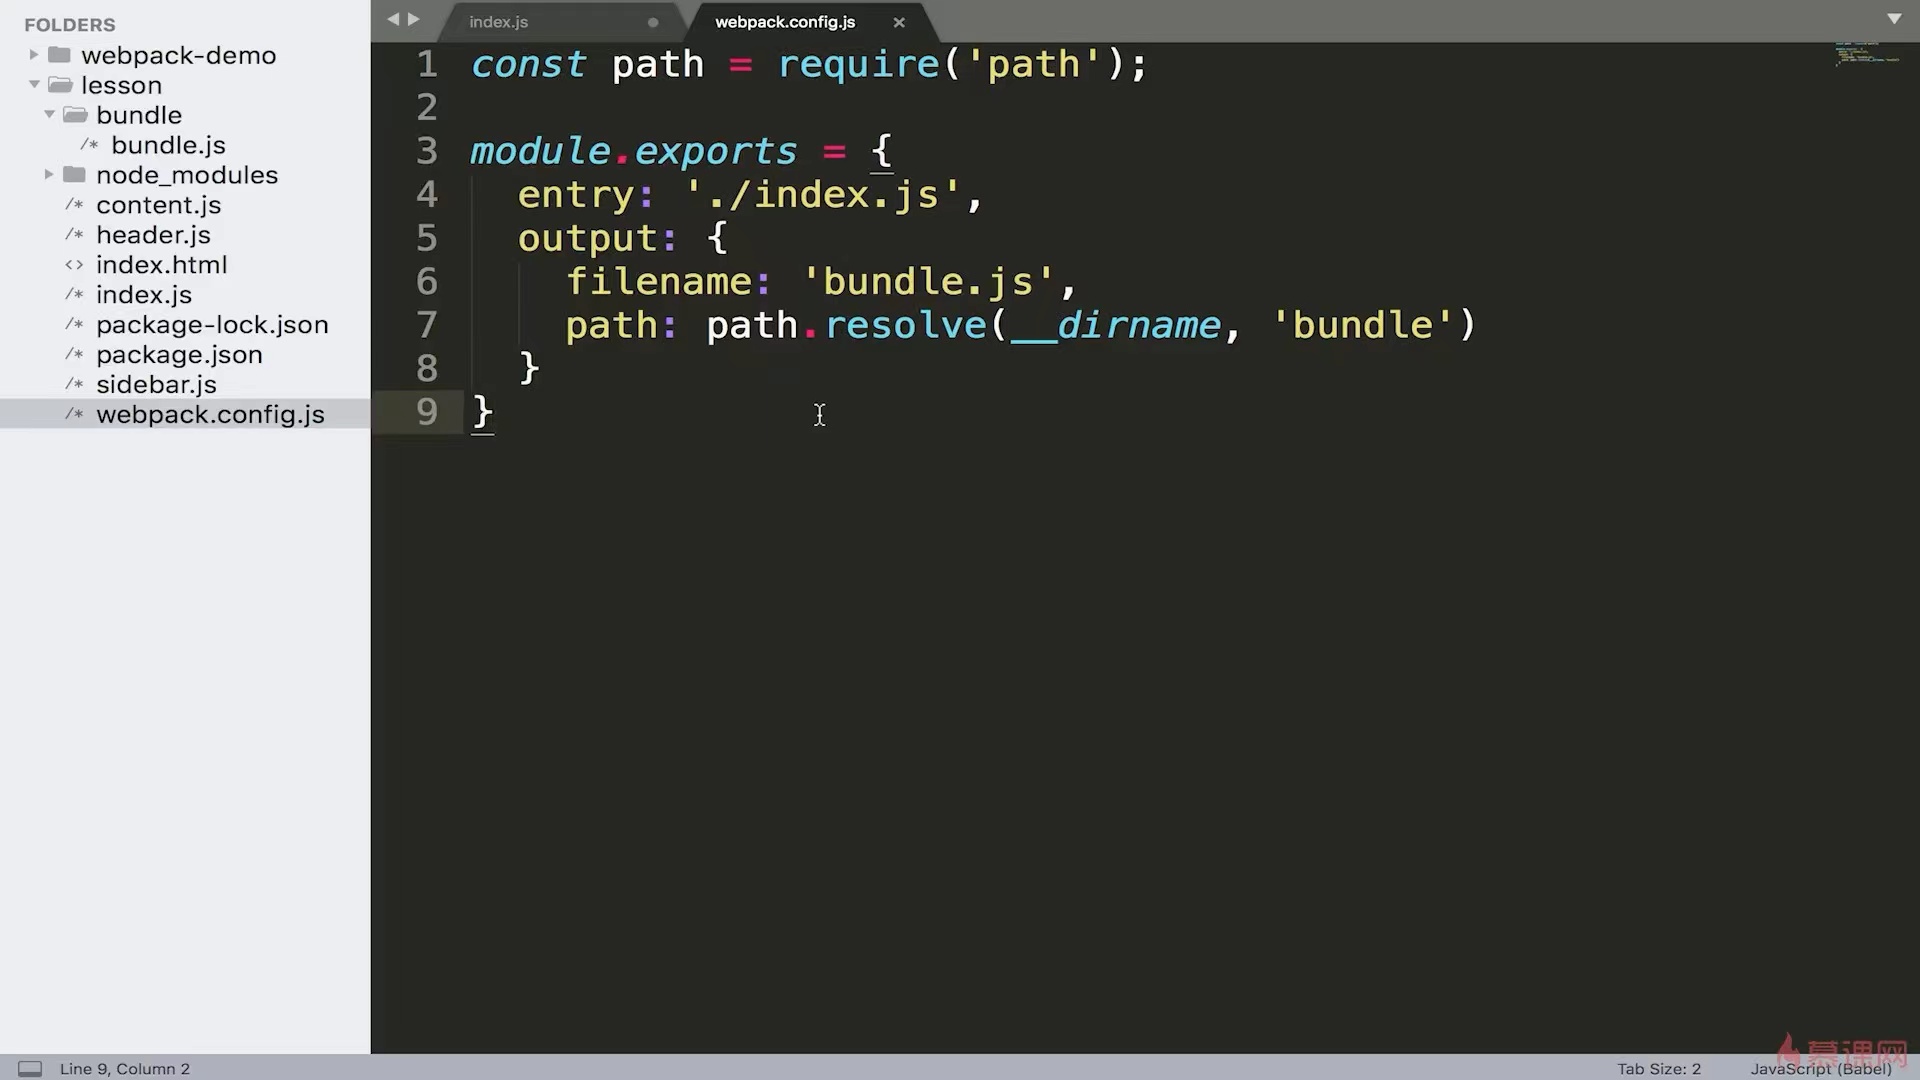 FOLDERS
webpack-demo
lesson
bundle
/* bundle.js
node_modules
/* content.js
/* header.js
<> index.html
/* index.js
/* package-lock.json
/* package.json
/* sidebar.js
/* webpack.config.js
index.js
webpack.config.js ×
1 const path = require('path');
2
3 module.exports = {
4 entry: './index.js',
5 output: {
6 filename: 'bundle.js',
7 path: path.resolve(__dirname, 'bundle')
8 }
9 }
Line 9, Column 2
Tab Size: 2
JavaScript (Babel)
慕课网